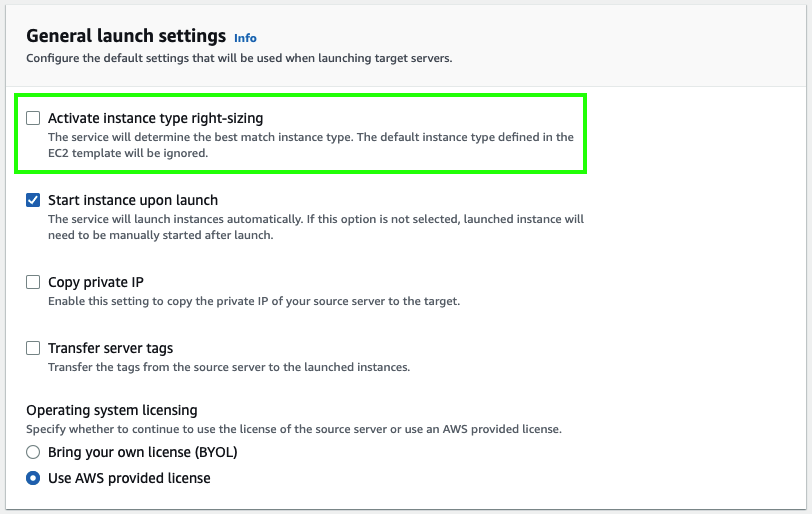 General launch settings Info
Configure the default settings that will be used when launching target servers.
Activate instance type right-sizing
The service will determine the best match instance type. The default instance type defined in the
EC2 template will be ignored.
Start instance upon launch
The service will launch instances automatically. If this option is not selected, launched instance will
need to be manually started after launch.
Copy private IP
Enable this setting to copy the private IP of your source server to the target.
Transfer server tags
Transfer the tags from the source server to the launched instances.
Operating system licensing
Specify whether to continue to use the license of the source server or use an AWS provided license.
Bring your own license (BYOL)
Use AWS provided license